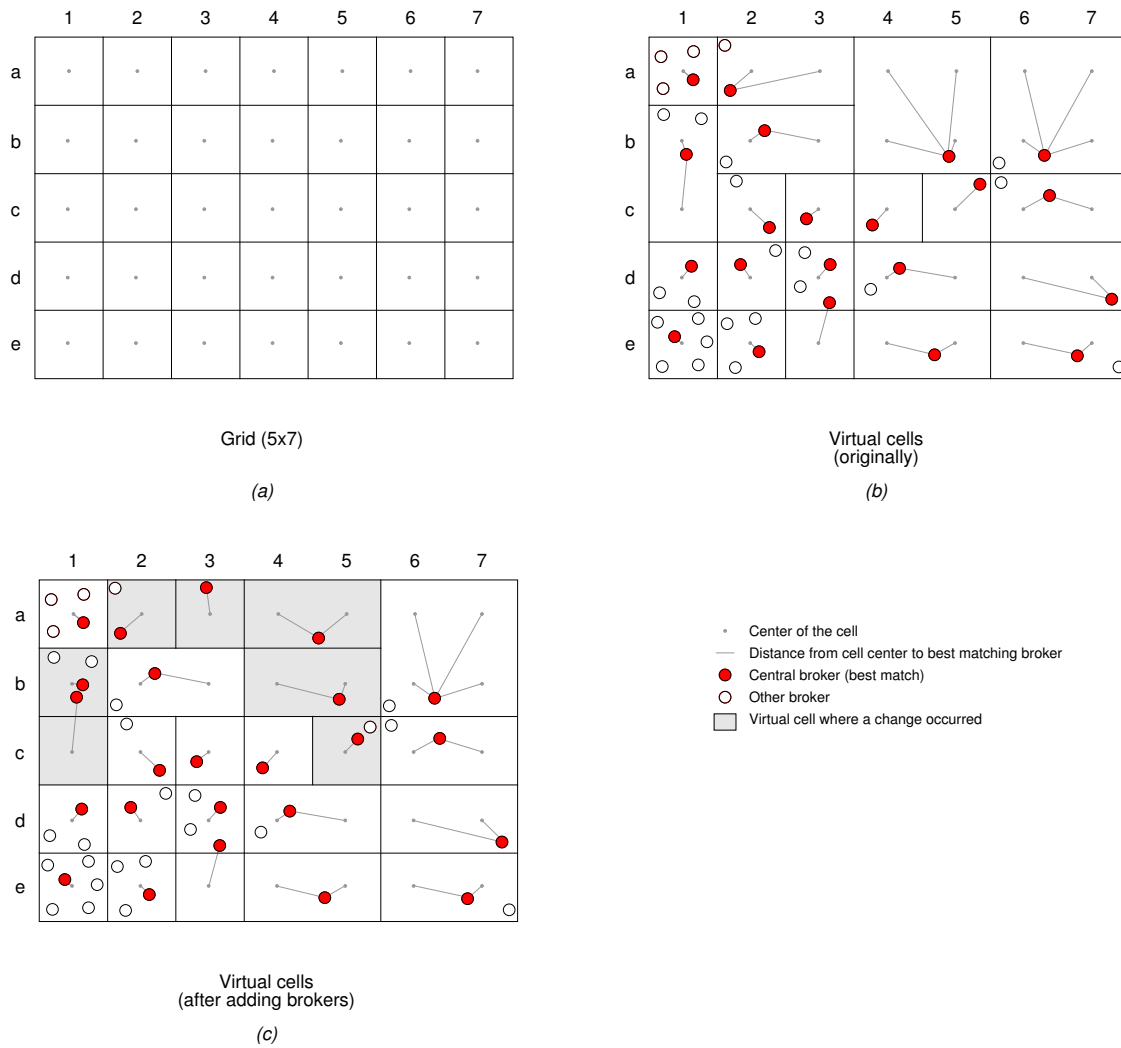 1 2 3 4 5 6 7
a
b
c
d
e
Grid (5x7)
(a)
1 2 3 4 5 6 7
a
b
c
d
e
Virtual cells
(originally)
(b)
1 2 3 4 5 6 7
a
b
c
d
e
Virtual cells
(after adding brokers)
(c)
Center of the cell
Distance from cell center to best matching broker
Central broker (best match)
Other broker
Virtual cell where a change occurred